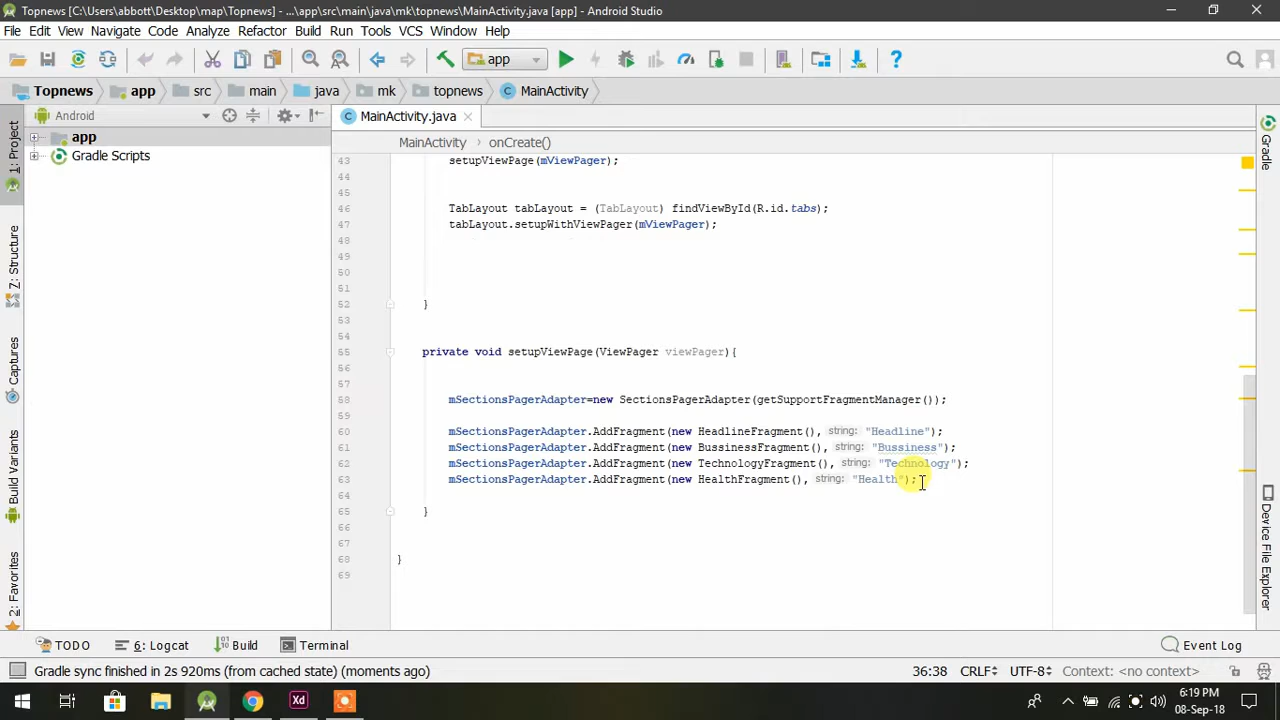 Topnews [C:\Users\abbott\Desktop\map\Topnews] - ...\app\src\main\java\mk\topnews\MainActivity.java [app] - Android Studio
File Edit View Navigate Code Analyze Refactor Build Run Tools VCS Window Help
app
Topnews app src main java mk topnews MainActivity
Android
MainActivity.java
app
Gradle Scripts
MainActivity onCreate()
43 setupViewPage(mViewPager);
44
45
46 TabLayout tabLayout = (TabLayout) findViewById(R.id.tabs);
47 tabLayout.setupWithViewPager(mViewPager);
48
49
50
51
52 }
53
54
55 private void setupViewPage(ViewPager viewPager){
56
57
58 mSectionsPagerAdapter=new SectionsPagerAdapter(getSupportFragmentManager());
59
60 mSectionsPagerAdapter.AddFragment(new HeadlineFragment(), string: "Headline");
61 mSectionsPagerAdapter.AddFragment(new BussinessFragment(), string: "Bussiness");
62 mSectionsPagerAdapter.AddFragment(new TechnologyFragment(), string: "Technology");
63 mSectionsPagerAdapter.AddFragment(new HealthFragment(), string: "Health");
64
65 }
66
67
68 }
69
1: Project
7: Structure
Captures
Build Variants
2: Favorites
Gradle
Device File Explorer
TODO 6: Logcat Build Terminal Event Log
Gradle sync finished in 2s 920ms (from cached state) (moments ago) 36:38 CRLF UTF-8 Context: <no context>
Xd
6:19 PM
08-Sep-18